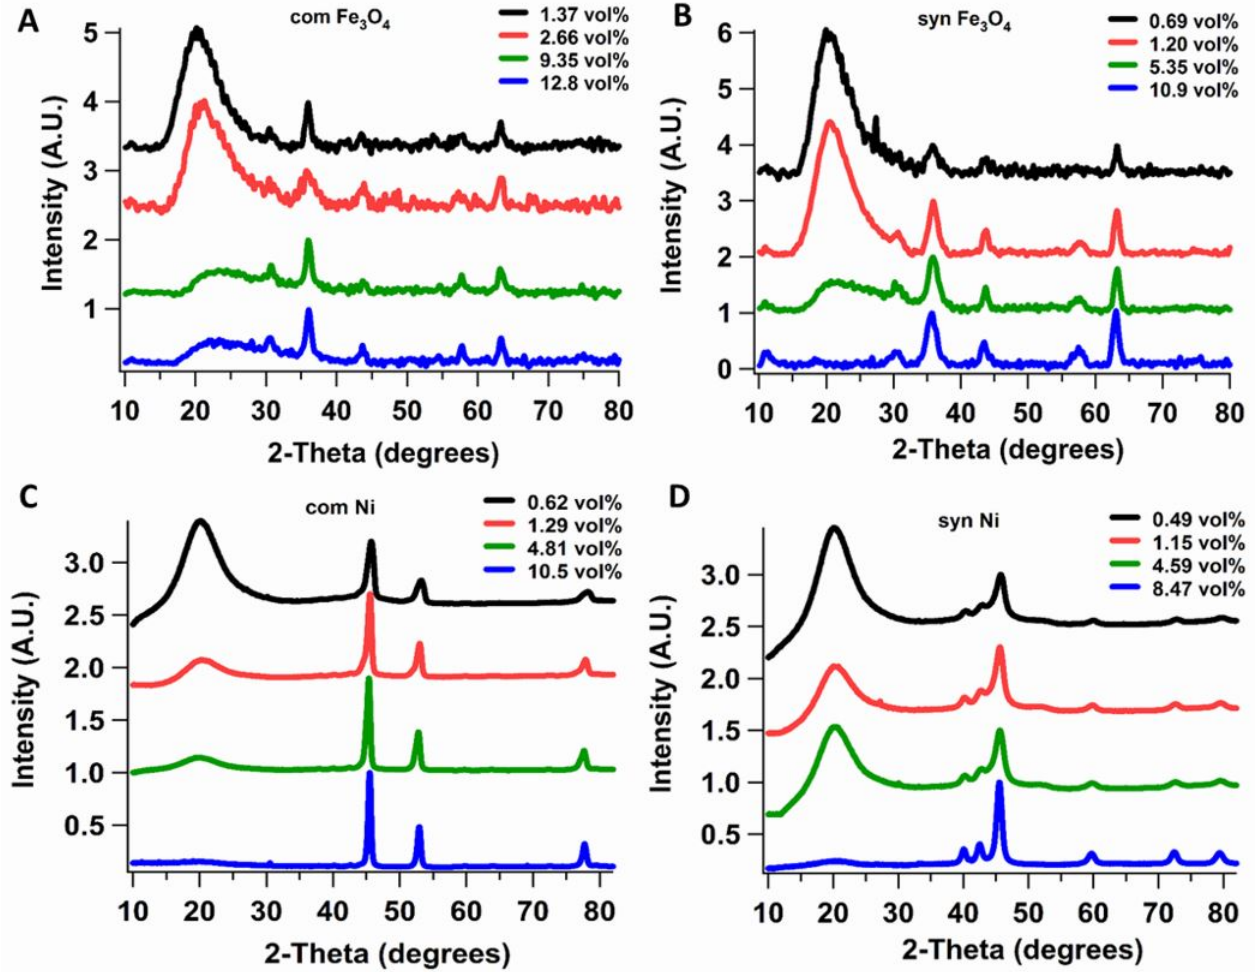 A
com Fe₃O₄
1.37 vol%
2.66 vol%
9.35 vol%
12.8 vol%
5
4
3
2
1
Intensity (A.U.)
10 20 30 40 50 60 70 80
2-Theta (degrees)
B
syn Fe₃O₄
0.69 vol%
1.20 vol%
5.35 vol%
10.9 vol%
6
5
4
3
2
1
0
Intensity (A.U.)
10 20 30 40 50 60 70 80
2-Theta (degrees)
C
com Ni
0.62 vol%
1.29 vol%
4.81 vol%
10.5 vol%
3.0
2.5
2.0
1.5
1.0
0.5
Intensity (A.U.)
10 20 30 40 50 60 70 80
2-Theta (degrees)
D
syn Ni
0.49 vol%
1.15 vol%
4.59 vol%
8.47 vol%
3.0
2.5
2.0
1.5
1.0
0.5
Intensity (A.U.)
10 20 30 40 50 60 70 80
2-Theta (degrees)